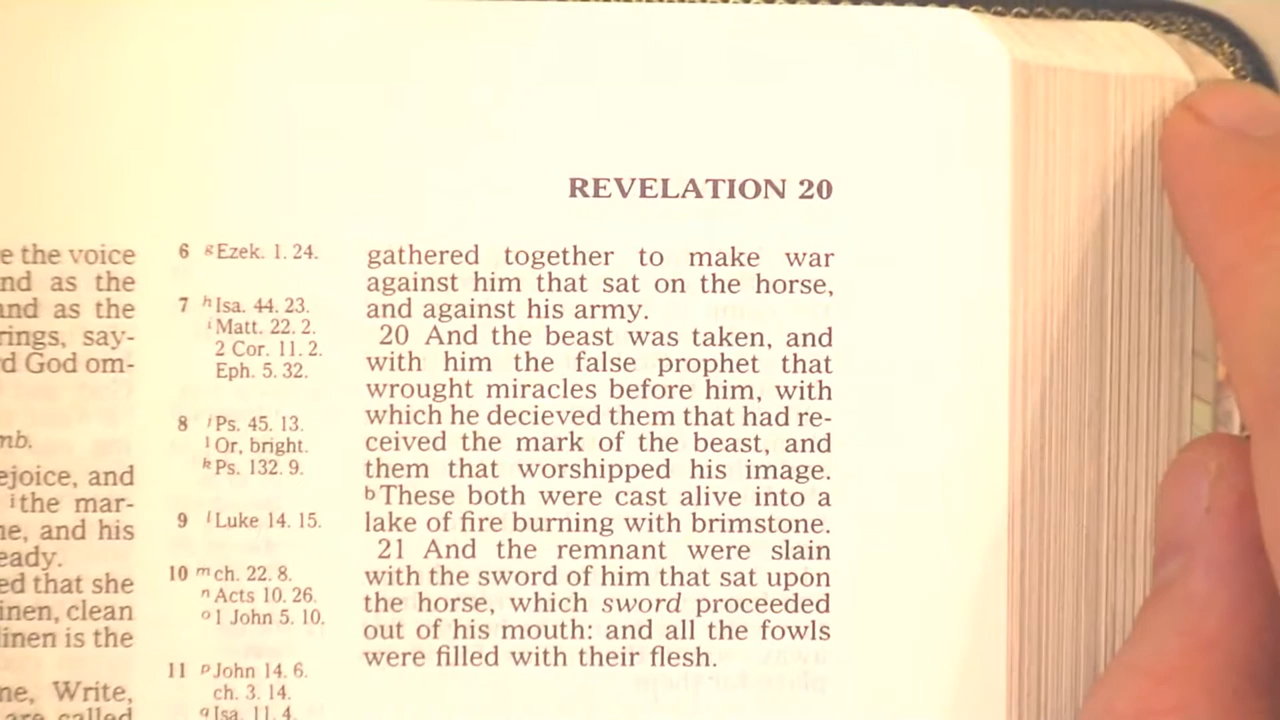 REVELATION 20
e the voice
nd as the
and as the
rings, say-
d God om-
mb.
ejoice, and
i the mar-
ne, and his
eady.
ed that she
inen, clean
linen is the
ne, Write,
are called
6 g Ezek. 1. 24.
7 h Isa. 44. 23.
i Matt. 22. 2.
2 Cor. 11. 2.
Eph. 5. 32.
8 j Ps. 45. 13.
1 Or, bright.
k Ps. 132. 9.
9 l Luke 14. 15.
10 m ch. 22. 8.
n Acts 10. 26.
o 1 John 5. 10.
11 p John 14. 6.
ch. 3. 14.
q Isa. 11. 4.
gathered together to make war
against him that sat on the horse,
and against his army.
20 And the beast was taken, and
with him the false prophet that
wrought miracles before him, with
which he decieved them that had re-
ceived the mark of the beast, and
them that worshipped his image.
b These both were cast alive into a
lake of fire burning with brimstone.
21 And the remnant were slain
with the sword of him that sat upon
the horse, which sword proceeded
out of his mouth: and all the fowls
were filled with their flesh.